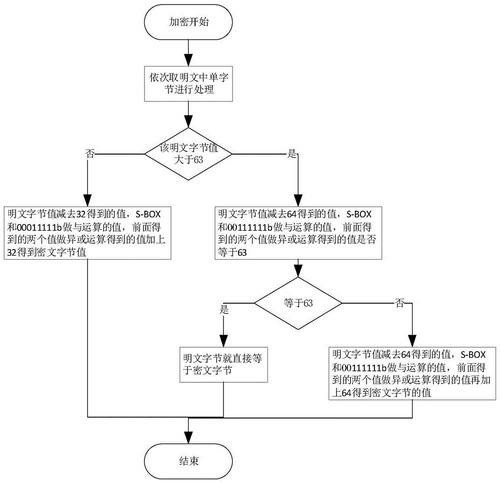 加密开始
依次取明文中单字
节进行处理
该明文字节值
大于63
否
是
明文字节值减去32得到的值，S-BOX
和00011111b做与运算的值，前面得
到的两个值做异或运算得到的值加上
32得到密文字节值
明文字节值减去64得到的值，S-BOX
和00111111b做与运算的值，前面得
到的两个值做异或运算得到的值是否
等于63
等于63
是
否
明文字节就直接等
于密文字节
明文字节值减去64得到的值，S-BOX
和00111111b做与运算的值，前面得
到的两个值做异或运算得到的值再加
上64得到密文字节的值
结束